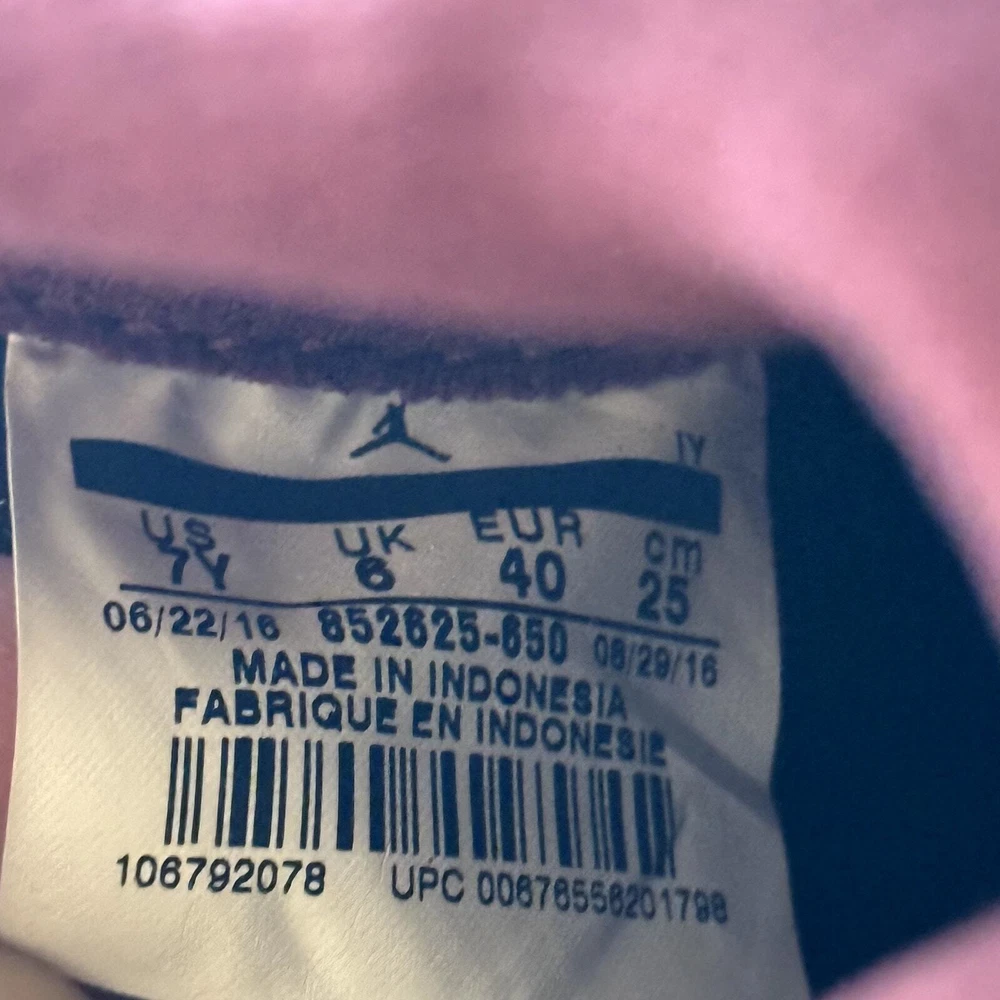 IY
US UK EUR cm
7Y 6 40 25
06/22/16 852625-650 08/29/16
MADE IN INDONESIA
FABRIQUE EN INDONESIE
106792078 UPC 00676556201798